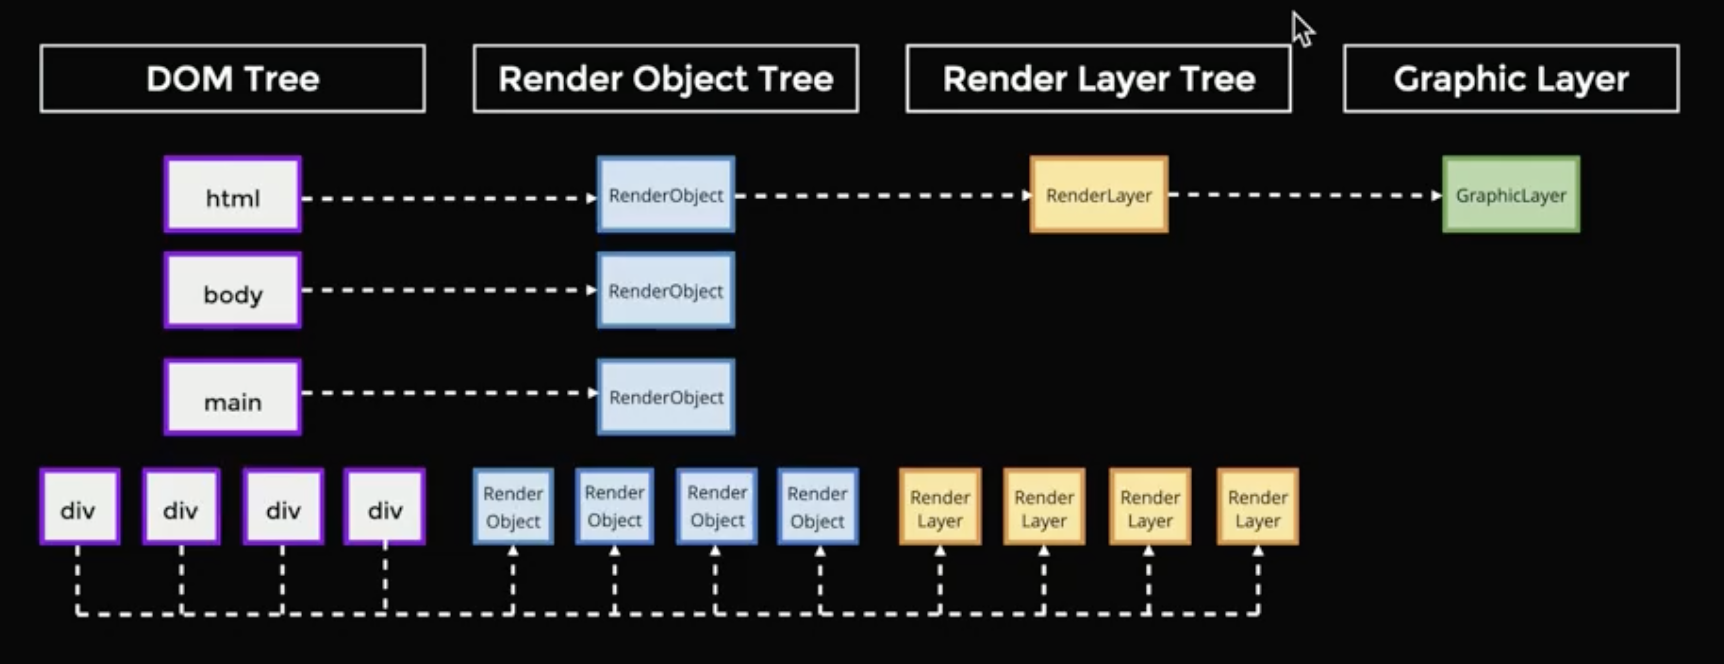 DOM Tree
Render Object Tree
Render Layer Tree
Graphic Layer
html
RenderObject
RenderLayer
GraphicLayer
body
RenderObject
main
RenderObject
div
div
div
div
Render
Object
Render
Object
Render
Object
Render
Object
Render
Layer
Render
Layer
Render
Layer
Render
Layer